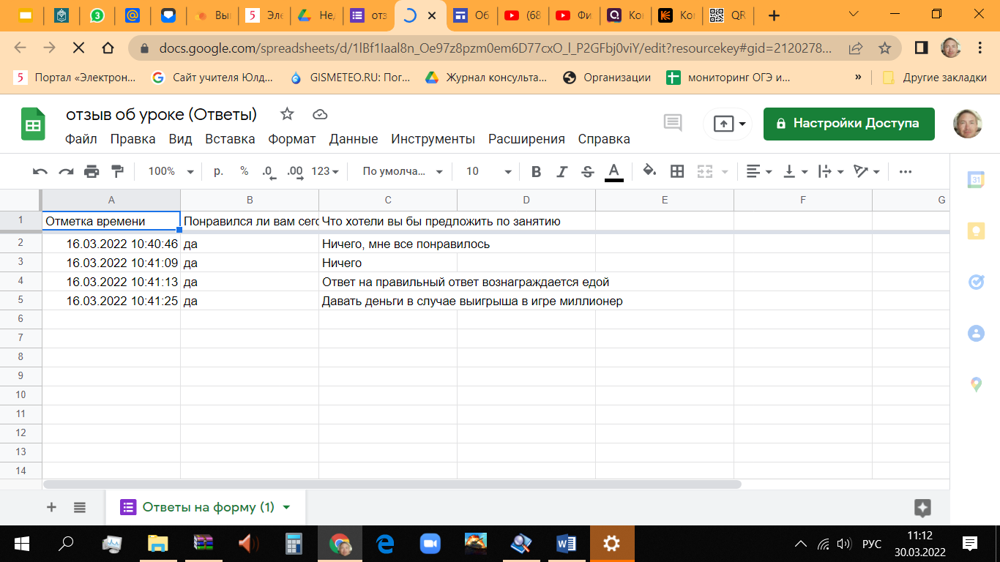 Вы
5 Эле
Нед
отз
Об
(68
Фи
Кон
Кон
QR
docs.google.com/spreadsheets/d/1lBf1Iaal8n_Oe97z8pzm0em6D77cxO_l_P2GFbj0viY/edit?resourcekey#gid=2120278...
5 Портал «Электрон...
Сайт учителя Юлд...
GISMETEO.RU: Пог...
Журнал консульта...
Организации
мониторинг ОГЭ и...
»
Другие закладки
отзыв об уроке (Ответы)
Файл Правка Вид Вставка Формат Данные Инструменты Расширения Справка
Настройки Доступа
100% р. % .0 .00 123 По умолча... 10 B I S A
31
A B C D E F G
1 Отметка времени Понравился ли вам сего Что хотели вы бы предложить по занятию
2 16.03.2022 10:40:46 да Ничего, мне все понравилось
3 16.03.2022 10:41:09 да Ничего
4 16.03.2022 10:41:13 да Ответ на правильный ответ вознаграждается едой
5 16.03.2022 10:41:25 да Давать деньги в случае выигрыша в игре миллионер
6
7
8
9
10
11
12
13
14
Ответы на форму (1)
РУС
11:12
30.03.2022